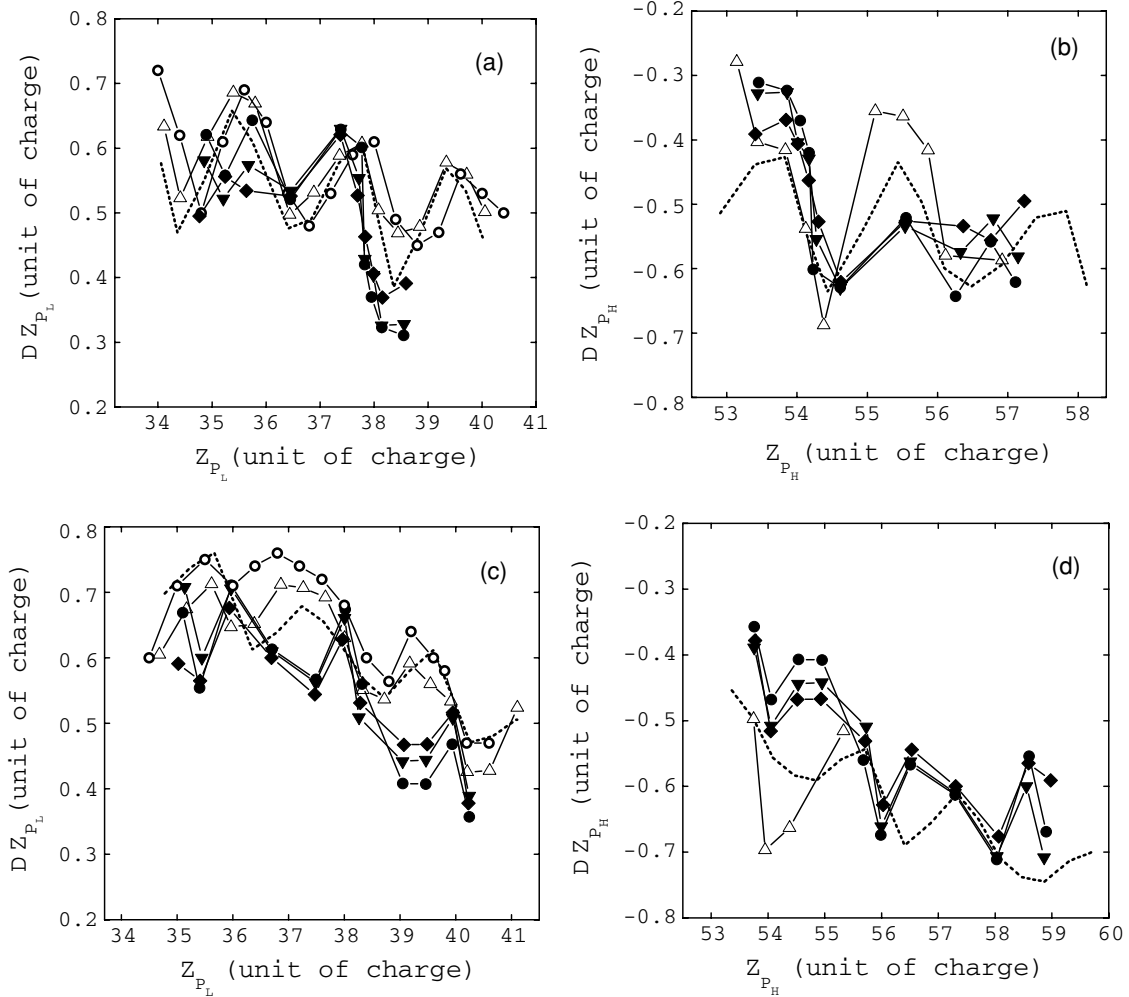 (a)
0.8
0.7
0.6
0.5
0.4
0.3
0.2
34 35 36 37 38 39 40 41
DZ_{P_L} (unit of charge)
Z_{P_L} (unit of charge)
(b)
-0.2
-0.3
-0.4
-0.5
-0.6
-0.7
-0.8
53 54 55 56 57 58
DZ_{P_H} (unit of charge)
Z_{P_H} (unit of charge)
(c)
0.8
0.7
0.6
0.5
0.4
0.3
0.2
34 35 36 37 38 39 40 41
DZ_{P_L} (unit of charge)
Z_{P_L} (unit of charge)
(d)
-0.2
-0.3
-0.4
-0.5
-0.6
-0.7
-0.8
53 54 55 56 57 58 59 60
DZ_{P_H} (unit of charge)
Z_{P_H} (unit of charge)